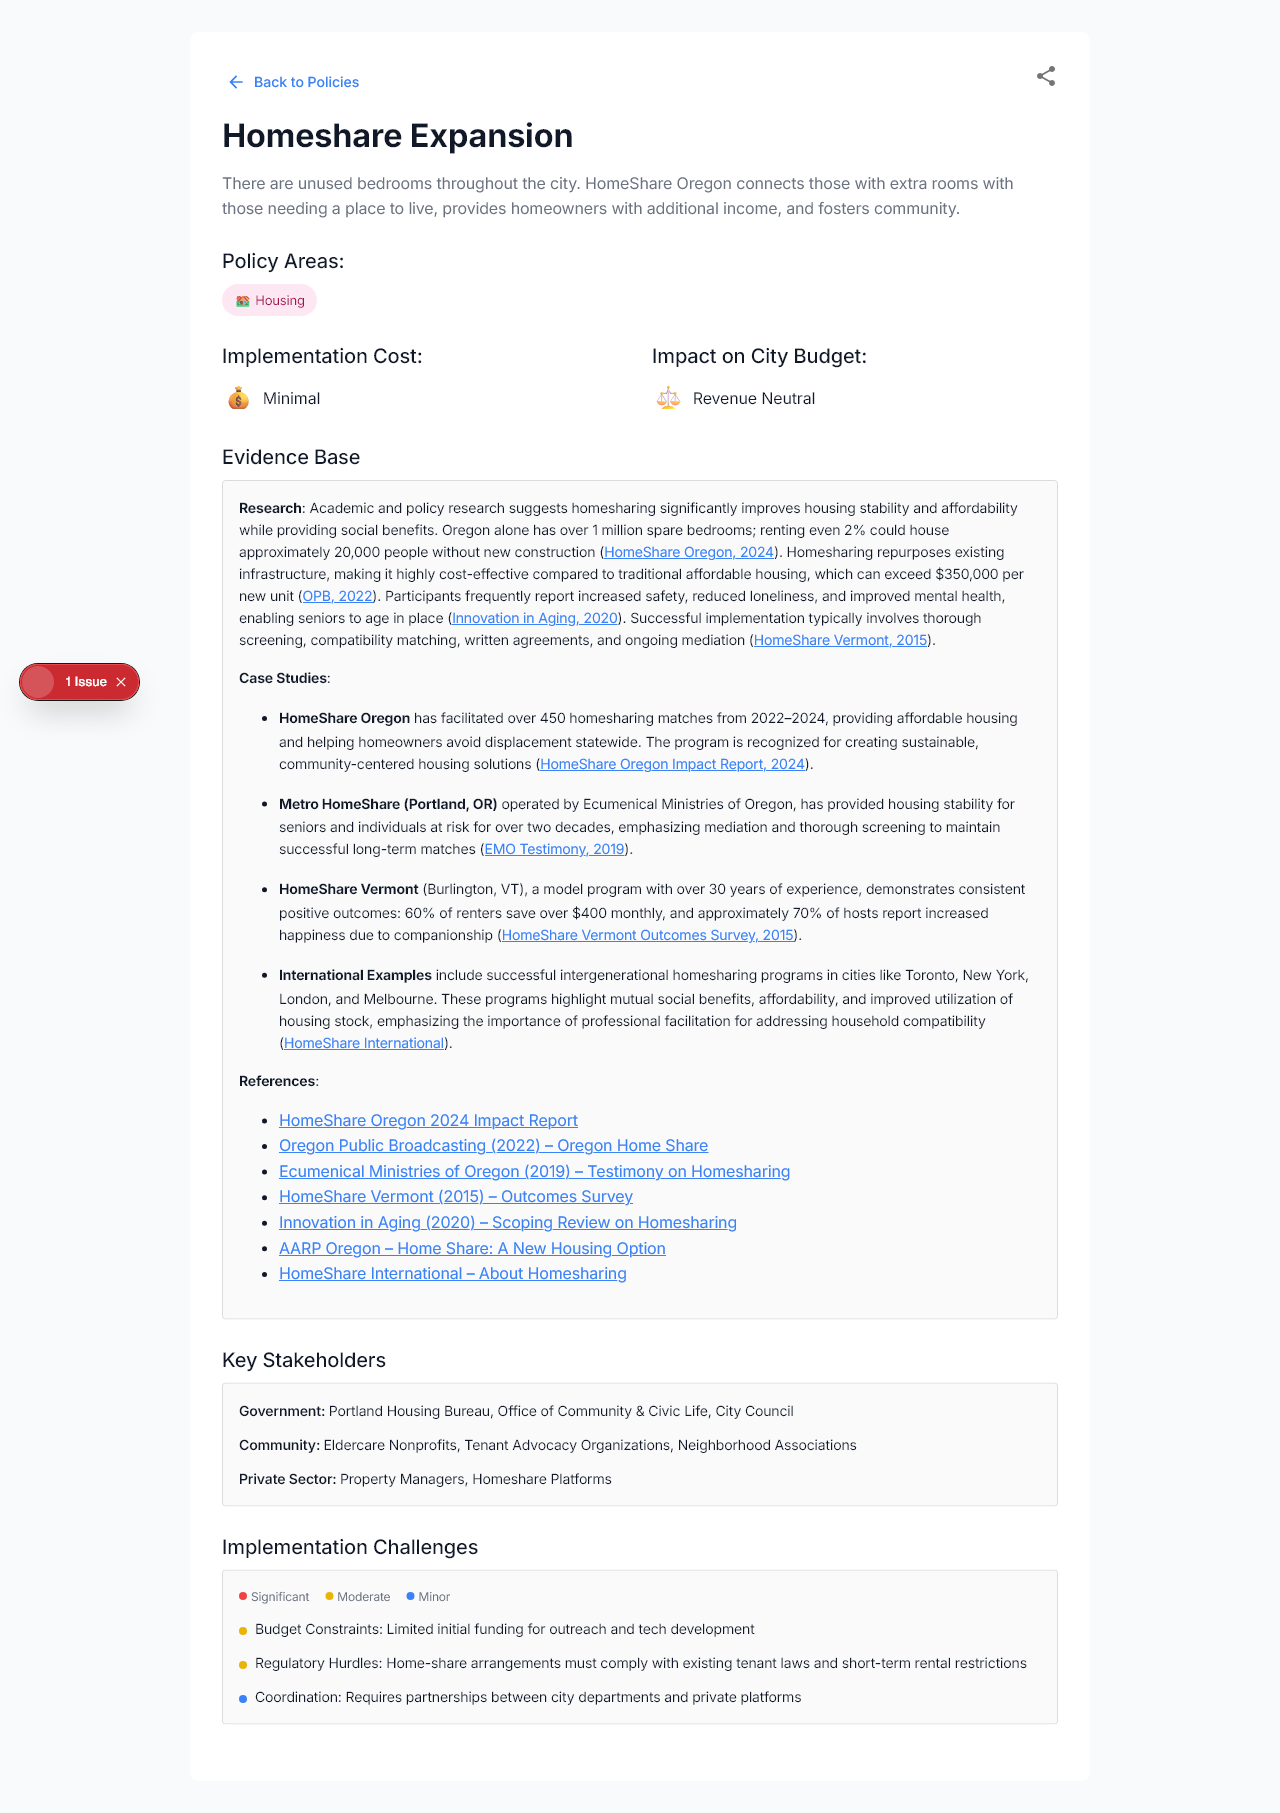 Back to Policies
Homeshare Expansion
There are unused bedrooms throughout the city. HomeShare Oregon connects those with extra rooms with
those needing a place to live, provides homeowners with additional income, and fosters community.
Policy Areas:
Housing
Implementation Cost:
Impact on City Budget:
Minimal
Revenue Neutral
Evidence Base
Research: Academic and policy research suggests homesharing significantly improves housing stability and affordability
while providing social benefits. Oregon alone has over 1 million spare bedrooms; renting even 2% could house
approximately 20,000 people without new construction (HomeShare Oregon, 2024). Homesharing repurposes existing
infrastructure, making it highly cost-effective compared to traditional affordable housing, which can exceed $350,000 per
new unit (OPB, 2022). Participants frequently report increased safety, reduced loneliness, and improved mental health,
enabling seniors to age in place (Innovation in Aging, 2020). Successful implementation typically involves thorough
screening, compatibility matching, written agreements, and ongoing mediation (HomeShare Vermont, 2015).
1 Issue
Case Studies:
• HomeShare Oregon has facilitated over 450 homesharing matches from 2022–2024, providing affordable housing
and helping homeowners avoid displacement statewide. The program is recognized for creating sustainable,
community-centered housing solutions (HomeShare Oregon Impact Report, 2024).
• Metro HomeShare (Portland, OR) operated by Ecumenical Ministries of Oregon, has provided housing stability for
seniors and individuals at risk for over two decades, emphasizing mediation and thorough screening to maintain
successful long-term matches (EMO Testimony, 2019).
• HomeShare Vermont (Burlington, VT), a model program with over 30 years of experience, demonstrates consistent
positive outcomes: 60% of renters save over $400 monthly, and approximately 70% of hosts report increased
happiness due to companionship (HomeShare Vermont Outcomes Survey, 2015).
• International Examples include successful intergenerational homesharing programs in cities like Toronto, New York,
London, and Melbourne. These programs highlight mutual social benefits, affordability, and improved utilization of
housing stock, emphasizing the importance of professional facilitation for addressing household compatibility
(HomeShare International).
References:
• HomeShare Oregon 2024 Impact Report
• Oregon Public Broadcasting (2022) – Oregon Home Share
• Ecumenical Ministries of Oregon (2019) – Testimony on Homesharing
• HomeShare Vermont (2015) – Outcomes Survey
• Innovation in Aging (2020) – Scoping Review on Homesharing
• AARP Oregon – Home Share: A New Housing Option
• HomeShare International – About Homesharing
Key Stakeholders
Government: Portland Housing Bureau, Office of Community & Civic Life, City Council
Community: Eldercare Nonprofits, Tenant Advocacy Organizations, Neighborhood Associations
Private Sector: Property Managers, Homeshare Platforms
Implementation Challenges
Significant Moderate Minor
Budget Constraints: Limited initial funding for outreach and tech development
Regulatory Hurdles: Home-share arrangements must comply with existing tenant laws and short-term rental restrictions
Coordination: Requires partnerships between city departments and private platforms